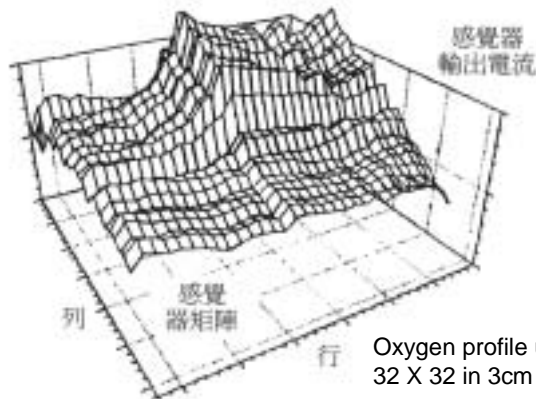 感覺器
輸出電流
感覺
器矩陣
列
行
Oxygen profile
32 X 32 in 3cm